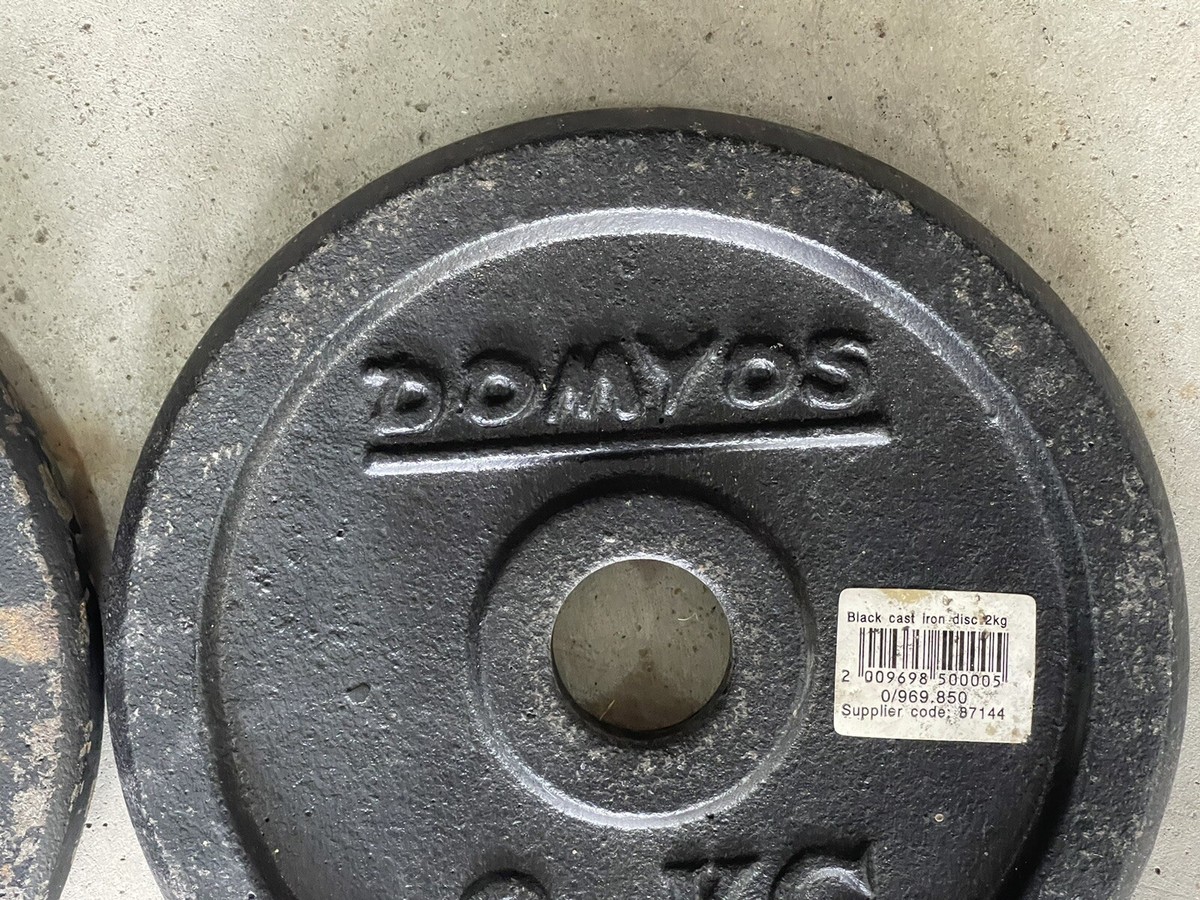 DOMYOS
Black cast iron disc 2kg
2 009698 500005
0/969.850
Supplier code: 87144
KG